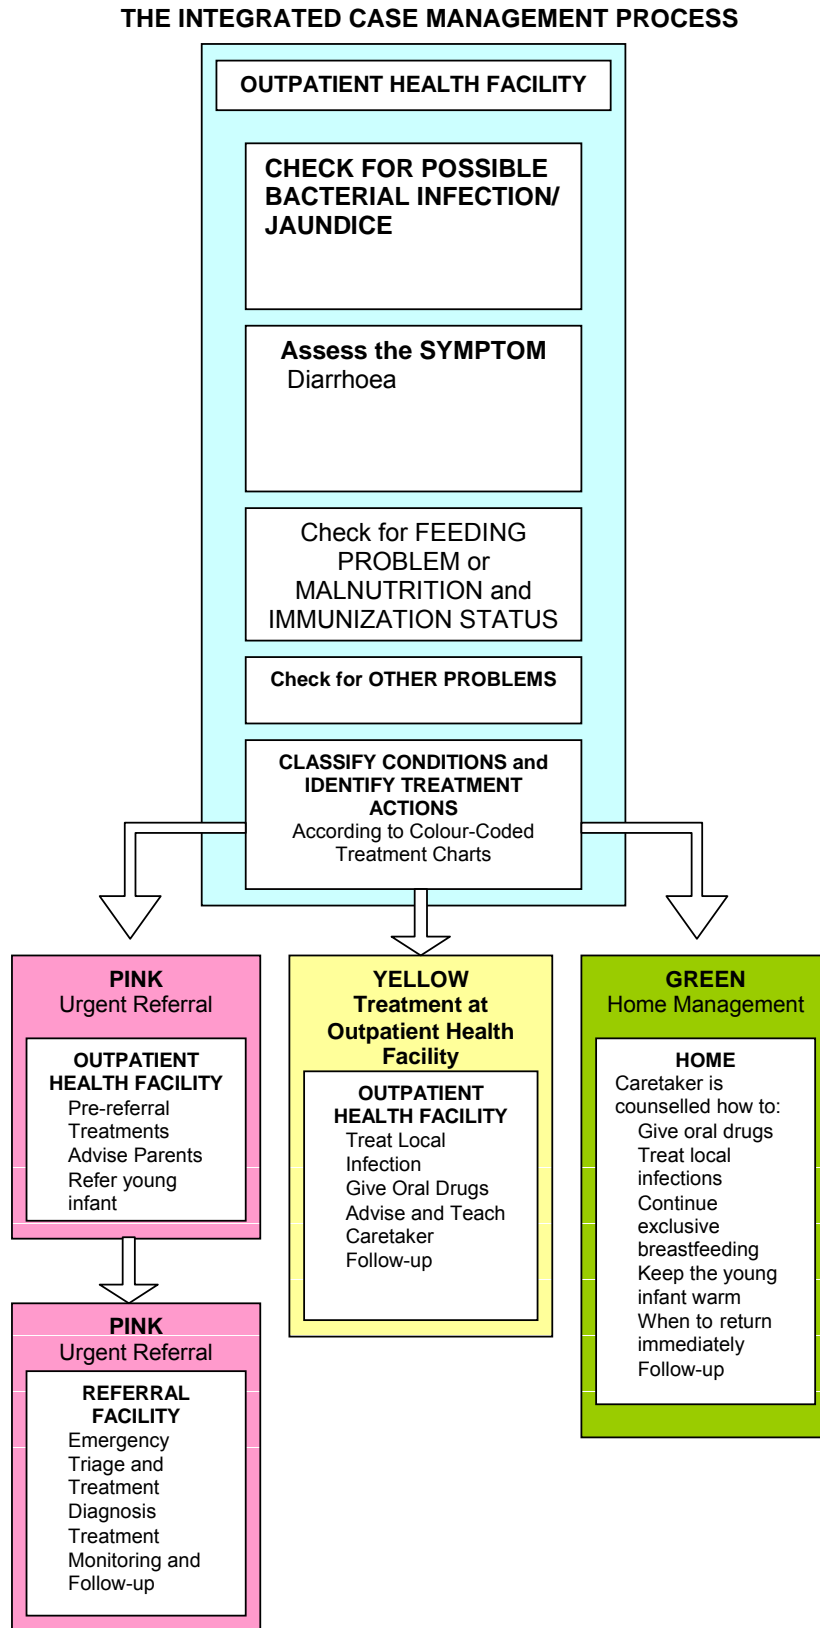 THE INTEGRATED CASE MANAGEMENT PROCESS
OUTPATIENT HEALTH FACILITY
CHECK FOR POSSIBLE
BACTERIAL INFECTION/
JAUNDICE
Assess the SYMPTOM
Diarrhoea
Check for FEEDING
PROBLEM or
MALNUTRITION and
IMMUNIZATION STATUS
Check for OTHER PROBLEMS
CLASSIFY CONDITIONS and
IDENTIFY TREATMENT
ACTIONS
According to Colour-Coded
Treatment Charts
PINK
Urgent Referral
OUTPATIENT
HEALTH FACILITY
Pre-referral
Treatments
Advise Parents
Refer young
infant
PINK
Urgent Referral
REFERRAL
FACILITY
Emergency
Triage and
Treatment
Diagnosis
Treatment
Monitoring and
Follow-up
YELLOW
Treatment at
Outpatient Health
Facility
OUTPATIENT
HEALTH FACILITY
Treat Local
Infection
Give Oral Drugs
Advise and Teach
Caretaker
Follow-up
GREEN
Home Management
HOME
Caretaker is
counselled how to:
Give oral drugs
Treat local
infections
Continue
exclusive
breastfeeding
Keep the young
infant warm
When to return
immediately
Follow-up